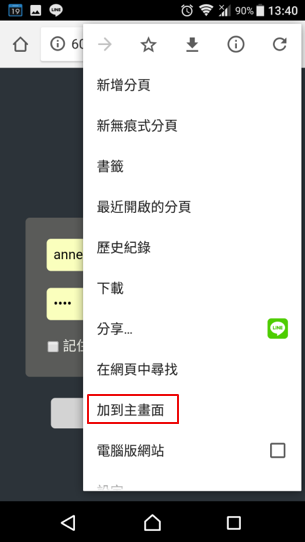 19 LINE 90% 13:40
60
新增分頁
新無痕式分頁
書籤
最近開啟的分頁
歷史紀錄
anne
下載
••••
分享...
LINE
記住
在網頁中尋找
加到主畫面
電腦版網站